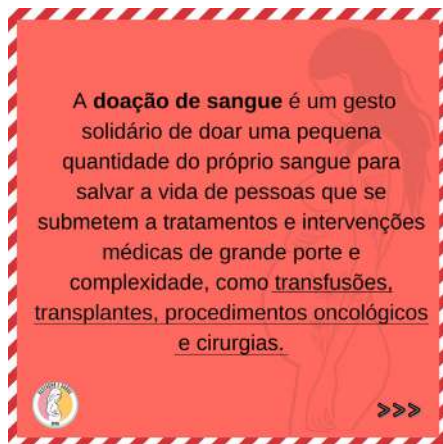 A doação de sangue é um gesto
solidário de doar uma pequena
quantidade do próprio sangue para
salvar a vida de pessoas que se
submetem a tratamentos e intervenções
médicas de grande porte e
complexidade, como transfusões,
transplantes, procedimentos oncológicos
e cirurgias.
>>>